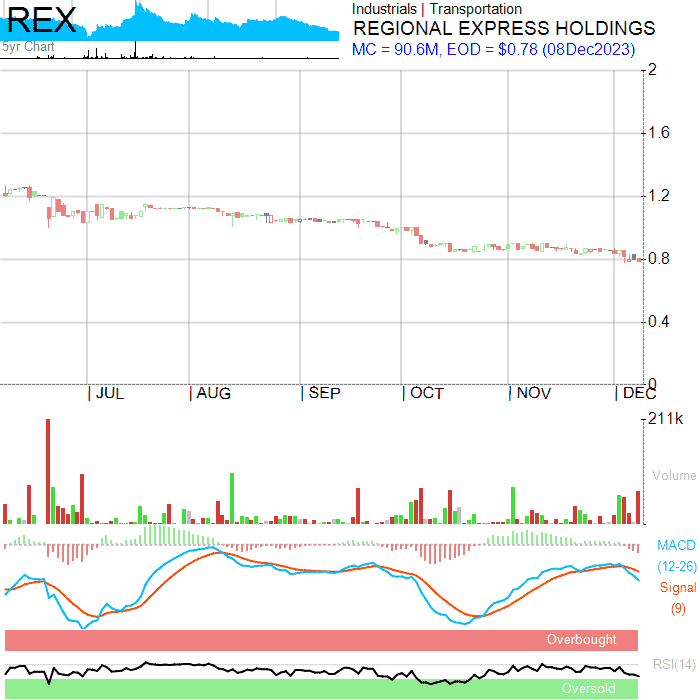 REX
5yr Chart
Industrials | Transportation
REGIONAL EXPRESS HOLDINGS
MC = 90.6M, EOD = $0.78 (08Dec2023)
2
1.6
1.2
0.8
0.4
0
| JUL | AUG | SEP | OCT | NOV | DEC
211k
Volume
MACD
(12-26)
Signal
(9)
Overbought
RSI(14)
Oversold